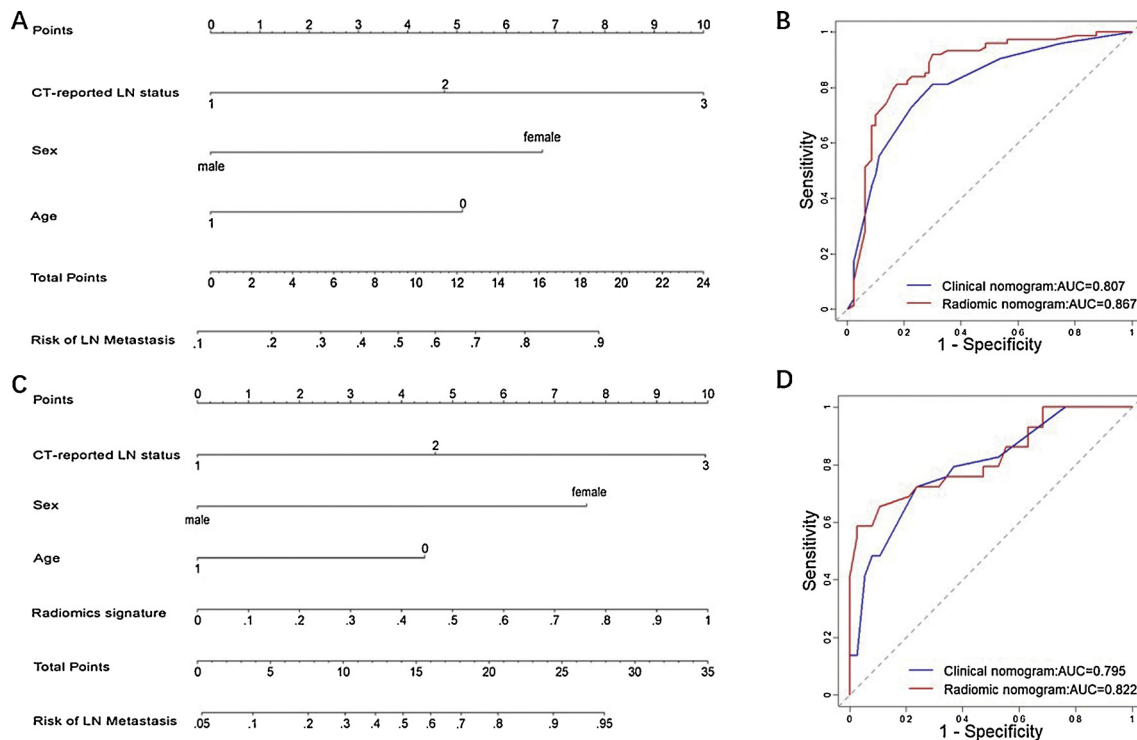 A
Points
0 1 2 3 4 5 6 7 8 9 10
CT-reported LN status
2
1 3
Sex
female
male
Age
0
1
Total Points
0 2 4 6 8 10 12 14 16 18 20 22 24
Risk of LN Metastasis
.1 .2 .3 .4 .5 .6 .7 .8 .9
B
Sensitivity
1
0 8
0 6
0 4
0 2
0
Clinical nomogram:AUC=0.807
Radiomic nomogram:AUC=0.867
0 0 2 0 4 0 6 0 8 1
1 - Specificity
C
Points
0 1 2 3 4 5 6 7 8 9 10
CT-reported LN status
2
1 3
Sex
female
male
Age
0
1
Radiomics signature
0 .1 .2 .3 .4 .5 .6 .7 .8 .9 1
Total Points
0 5 10 15 20 25 30 35
Risk of LN Metastasis
.05 .1 .2 .3 .4 .5 .6 .7 .8 .9 .95
D
Sensitivity
1
0 8
0 6
0 4
0 2
0
Clinical nomogram:AUC=0.795
Radiomic nomogram:AUC=0.822
0 0 2 0 4 0 6 0 8 1
1 - Specificity